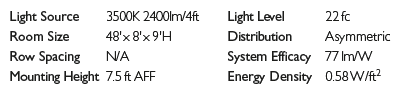 Light Source 3500K 2400lm/4ft Light Level 22 fc
Room Size 48'x 8'x 9'H Distribution Asymmetric
Row Spacing N/A System Efficacy 77 lm/W
Mounting Height 7.5 ft AFF Energy Density 0.58 W/ft²